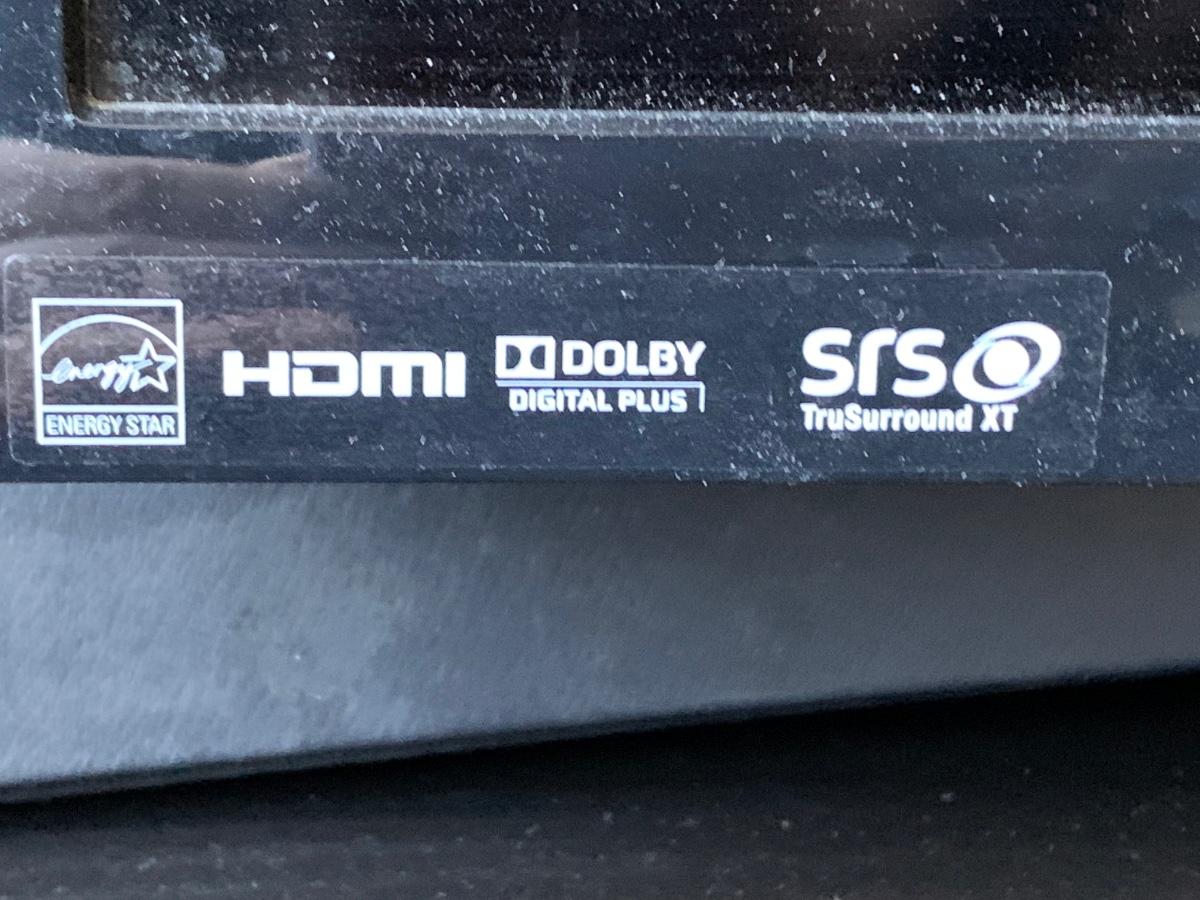 energy
ENERGY STAR
HDMI
DOLBY
DIGITAL PLUS
SRS
TruSurround XT